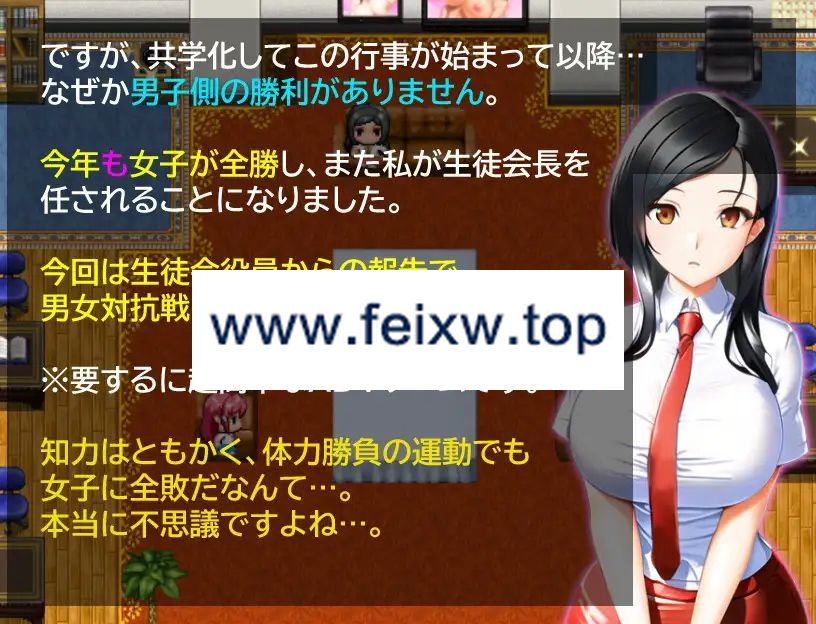 ですが、共学化してこの行事が始まって以降…
なぜか男子側の勝利がありません。
今年も女子が全勝し、また私が生徒会長を
任されることになりました。
今回は生徒会役員からの報告で
男女対抗戦
www.feixw.top
※要するに
知力はともかく、体力勝負の運動でも
女子に全敗だなんて…。
本当に不思議ですよね…。